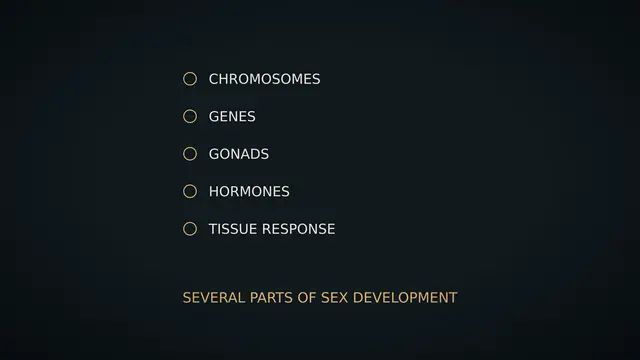 CHROMOSOMES
GENES
GONADS
HORMONES
TISSUE RESPONSE
SEVERAL PARTS OF SEX DEVELOPMENT